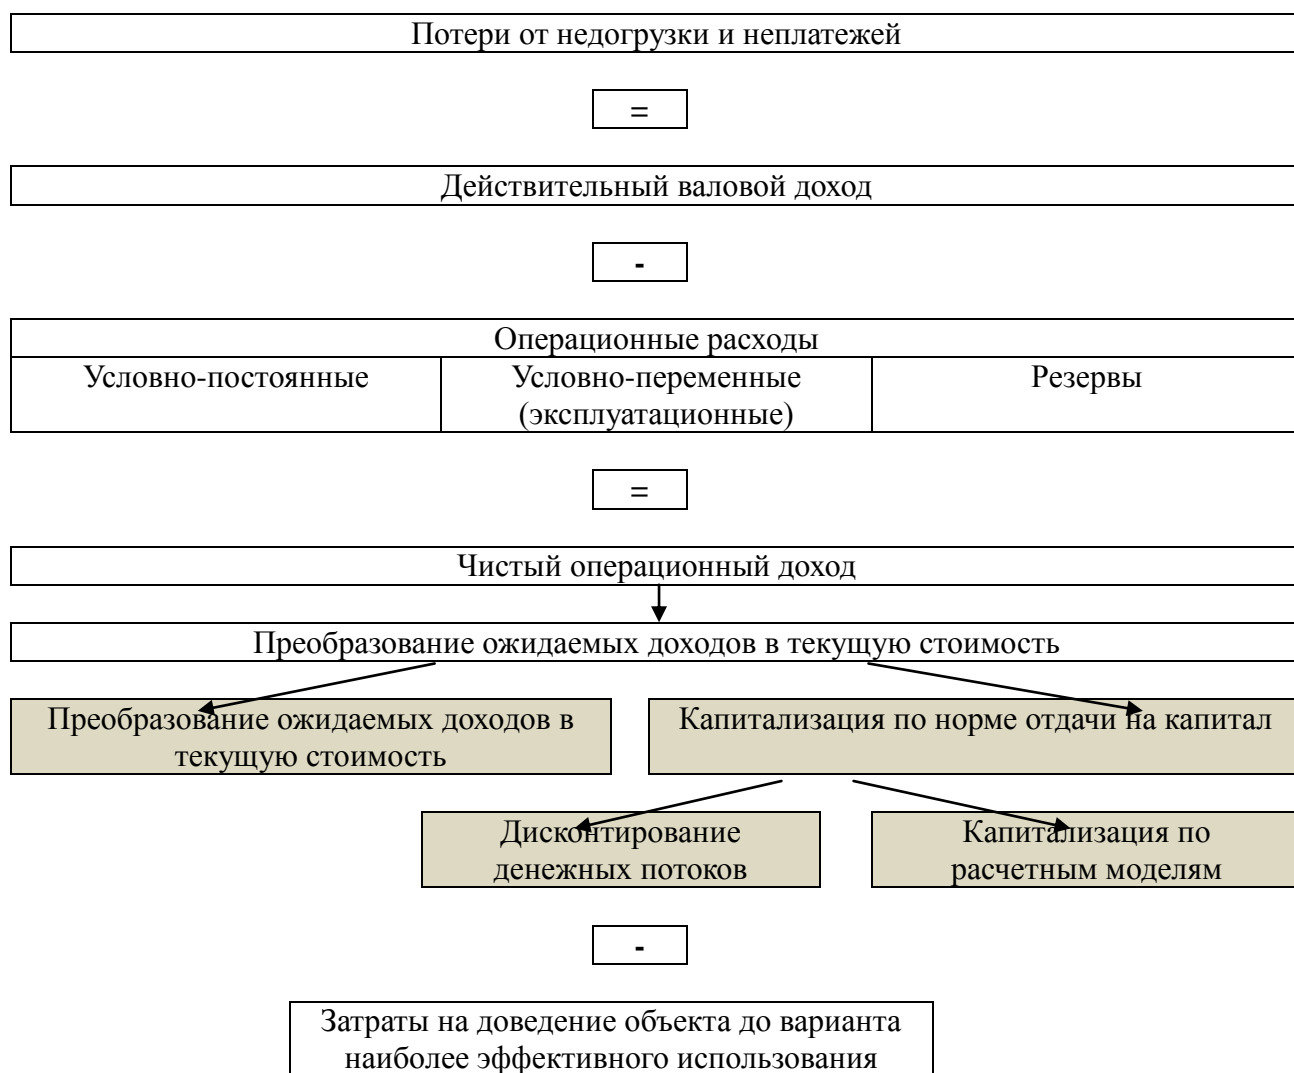 Потери от недогрузки и неплатежей
=
Действительный валовой доход
-
Операционные расходы
Условно-постоянные
Условно-переменные
(эксплуатационные)
Резервы
=
Чистый операционный доход
Преобразование ожидаемых доходов в текущую стоимость
Преобразование ожидаемых доходов в
текущую стоимость
Капитализация по норме отдачи на капитал
Дисконтирование
денежных потоков
Капитализация по
расчетным моделям
-
Затраты на доведение объекта до варианта
наиболее эффективного использования